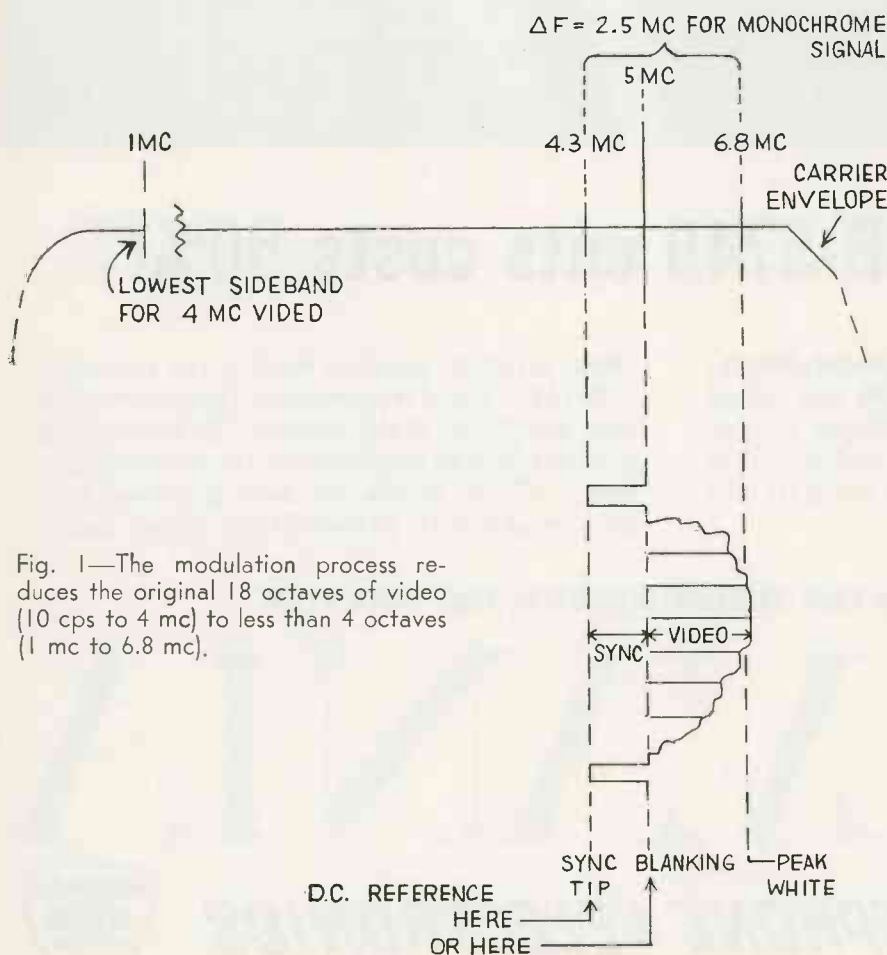 Δ F = 2.5 MC FOR MONOCHROME
SIGNAL
5 MC
1 MC
4.3 MC
6.8 MC
CARRIER
ENVELOPE
LOWEST SIDEBAND
FOR 4 MC VIDED
Fig. 1—The modulation process re-
duces the original 18 octaves of video
(10 cps to 4 mc) to less than 4 octaves
(1 mc to 6.8 mc).
SYNC
VIDEO
SYNC
TIP
BLANKING
PEAK
WHITE
D.C. REFERENCE
HERE
OR HERE